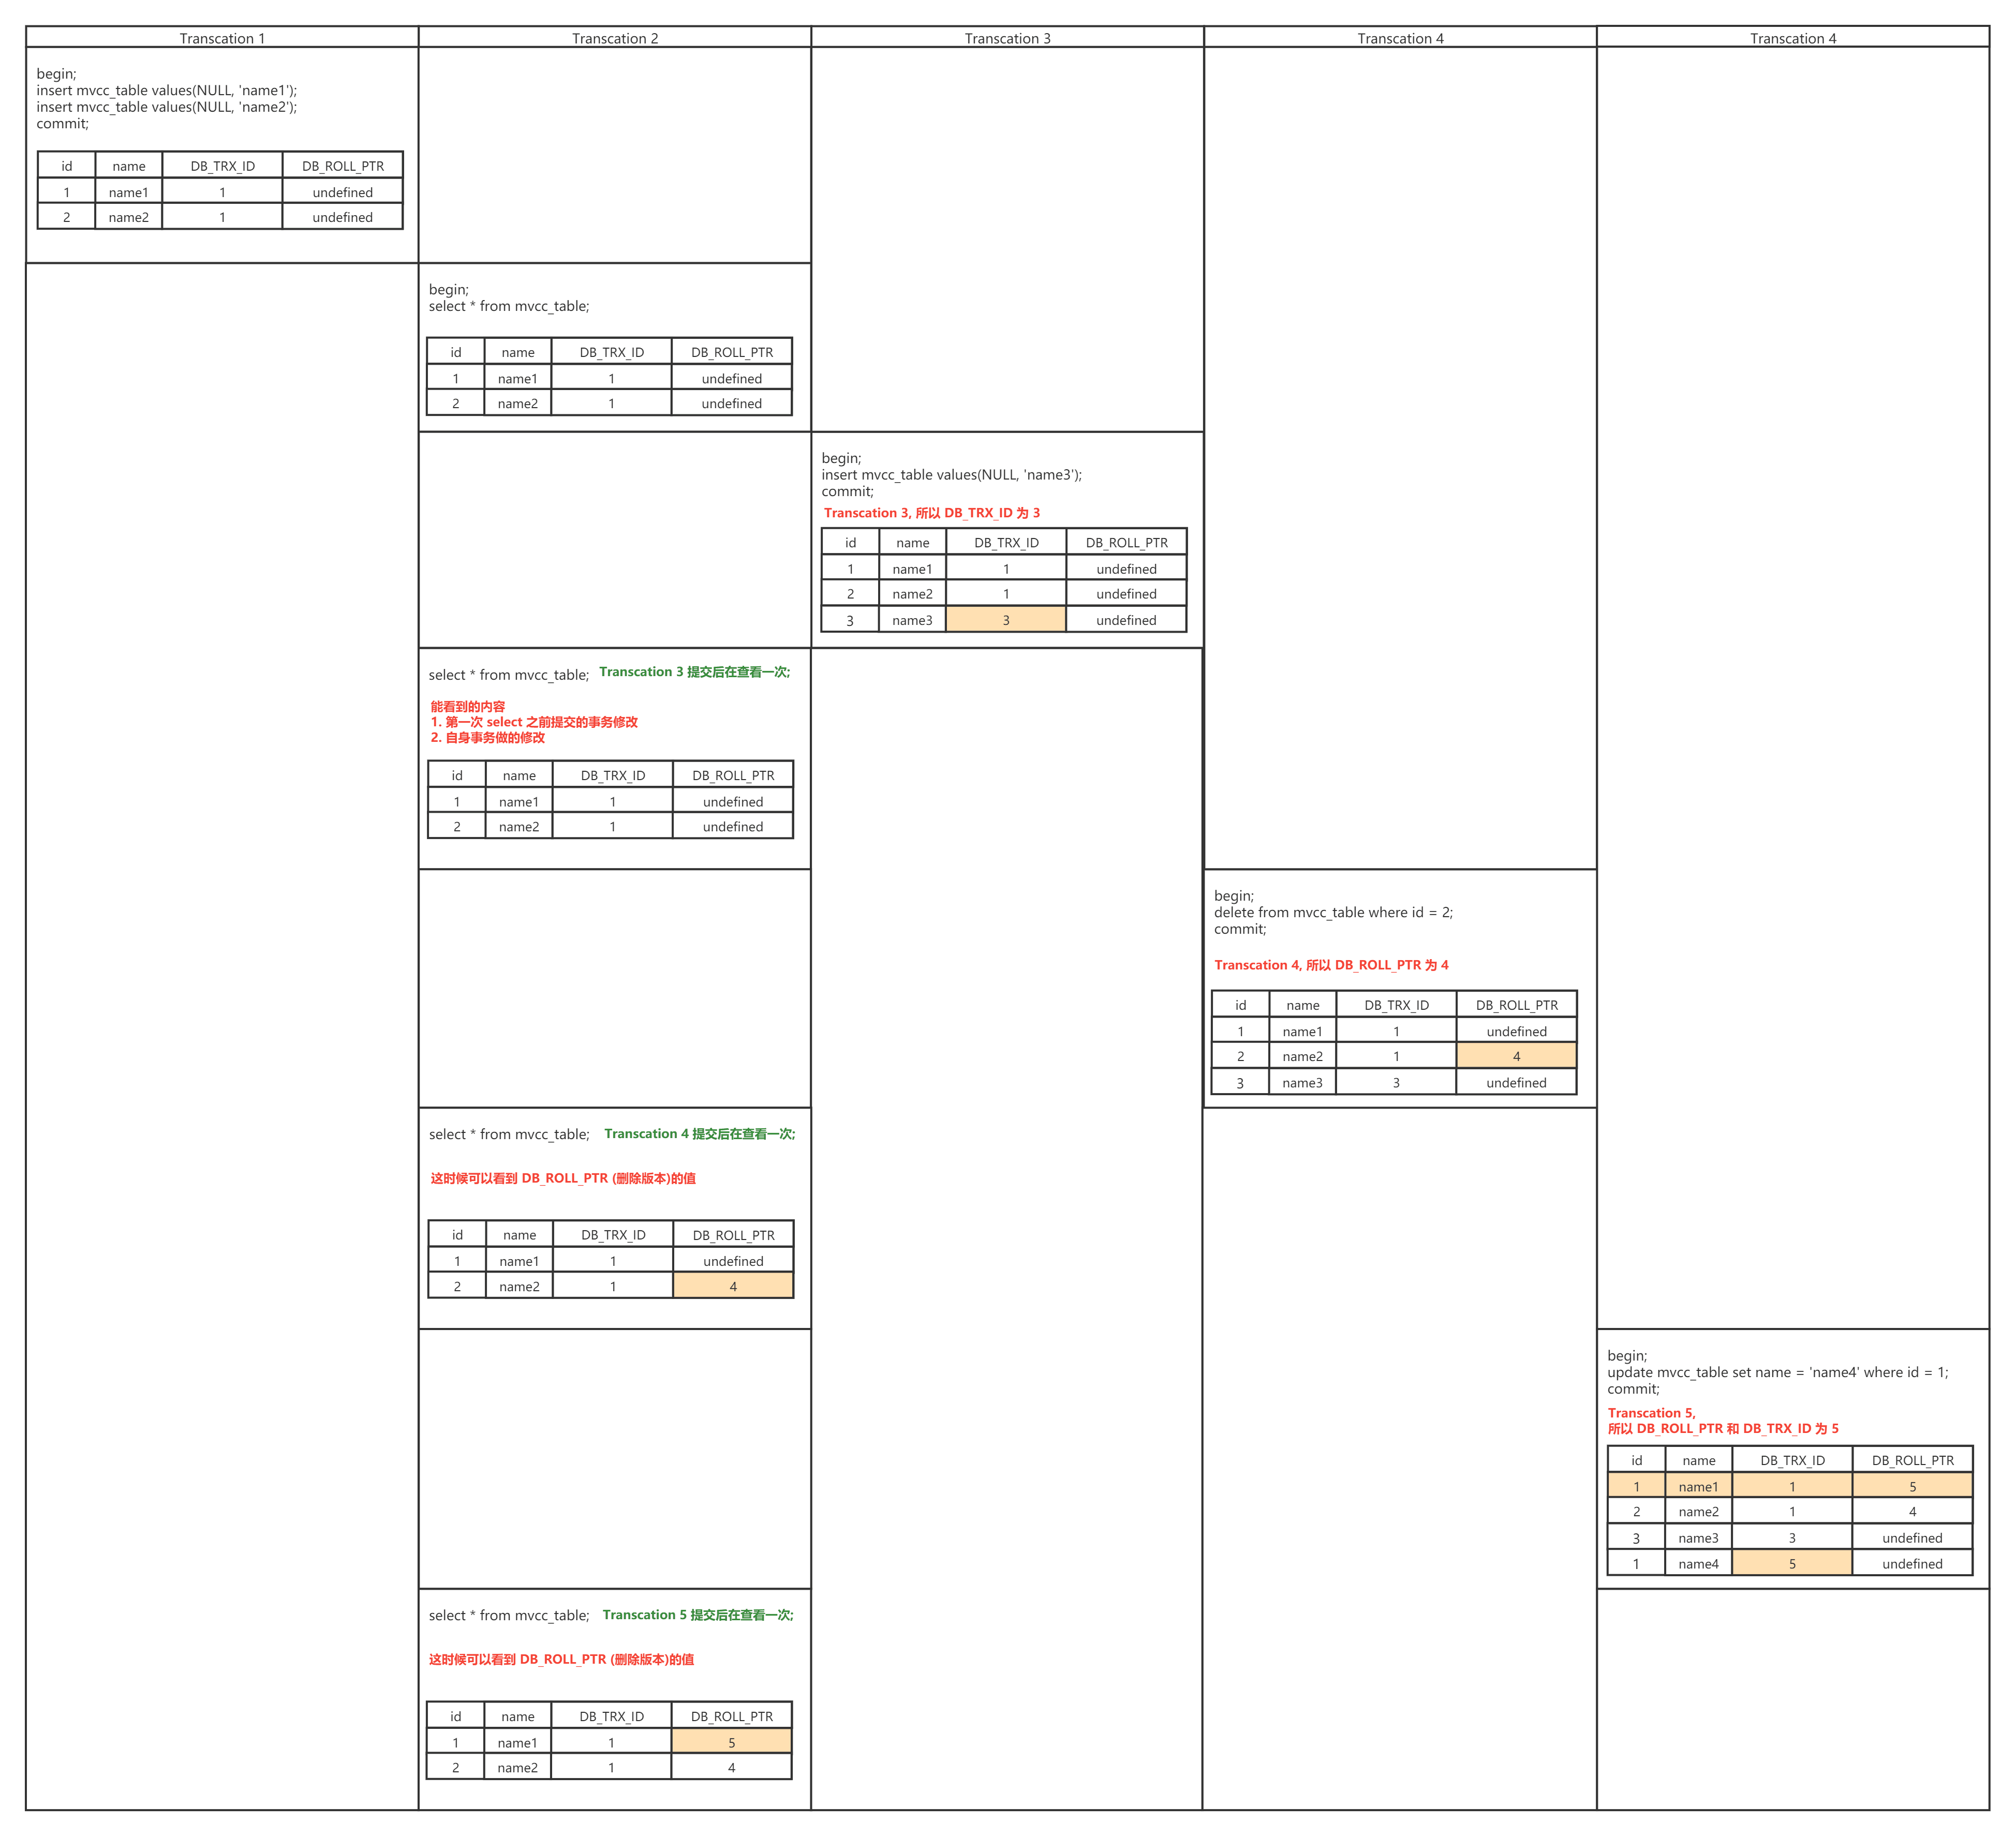 Transcation 1
Transcation 2
Transcation 3
Transcation 4
Transcation 4
begin;
insert mvcc_table values(NULL, 'name1');
insert mvcc_table values(NULL, 'name2');
commit;
id name DB_TRX_ID DB_ROLL_PTR
1 name1 1 undefined
2 name2 1 undefined
begin;
select * from mvcc_table;
id name DB_TRX_ID DB_ROLL_PTR
1 name1 1 undefined
2 name2 1 undefined
begin;
insert mvcc_table values(NULL, 'name3');
commit;
Transcation 3, 所以 DB_TRX_ID 为 3
id name DB_TRX_ID DB_ROLL_PTR
1 name1 1 undefined
2 name2 1 undefined
3 name3 3 undefined
select * from mvcc_table; Transcation 3 提交后在查看一次;
能看到的内容
1. 第一次 select 之前提交的事务修改
2. 自身事务做的修改
id name DB_TRX_ID DB_ROLL_PTR
1 name1 1 undefined
2 name2 1 undefined
begin;
delete from mvcc_table where id = 2;
commit;
Transcation 4, 所以 DB_ROLL_PTR 为 4
id name DB_TRX_ID DB_ROLL_PTR
1 name1 1 undefined
2 name2 1 4
3 name3 3 undefined
select * from mvcc_table; Transcation 4 提交后在查看一次;
这时候可以看到 DB_ROLL_PTR (删除版本)的值
id name DB_TRX_ID DB_ROLL_PTR
1 name1 1 undefined
2 name2 1 4
begin;
update mvcc_table set name = 'name4' where id = 1;
commit;
Transcation 5,
所以 DB_ROLL_PTR 和 DB_TRX_ID 为 5
id name DB_TRX_ID DB_ROLL_PTR
1 name1 1 5
2 name2 1 4
3 name3 3 undefined
1 name4 5 undefined
select * from mvcc_table; Transcation 5 提交后在查看一次;
这时候可以看到 DB_ROLL_PTR (删除版本)的值
id name DB_TRX_ID DB_ROLL_PTR
1 name1 1 5
2 name2 1 4